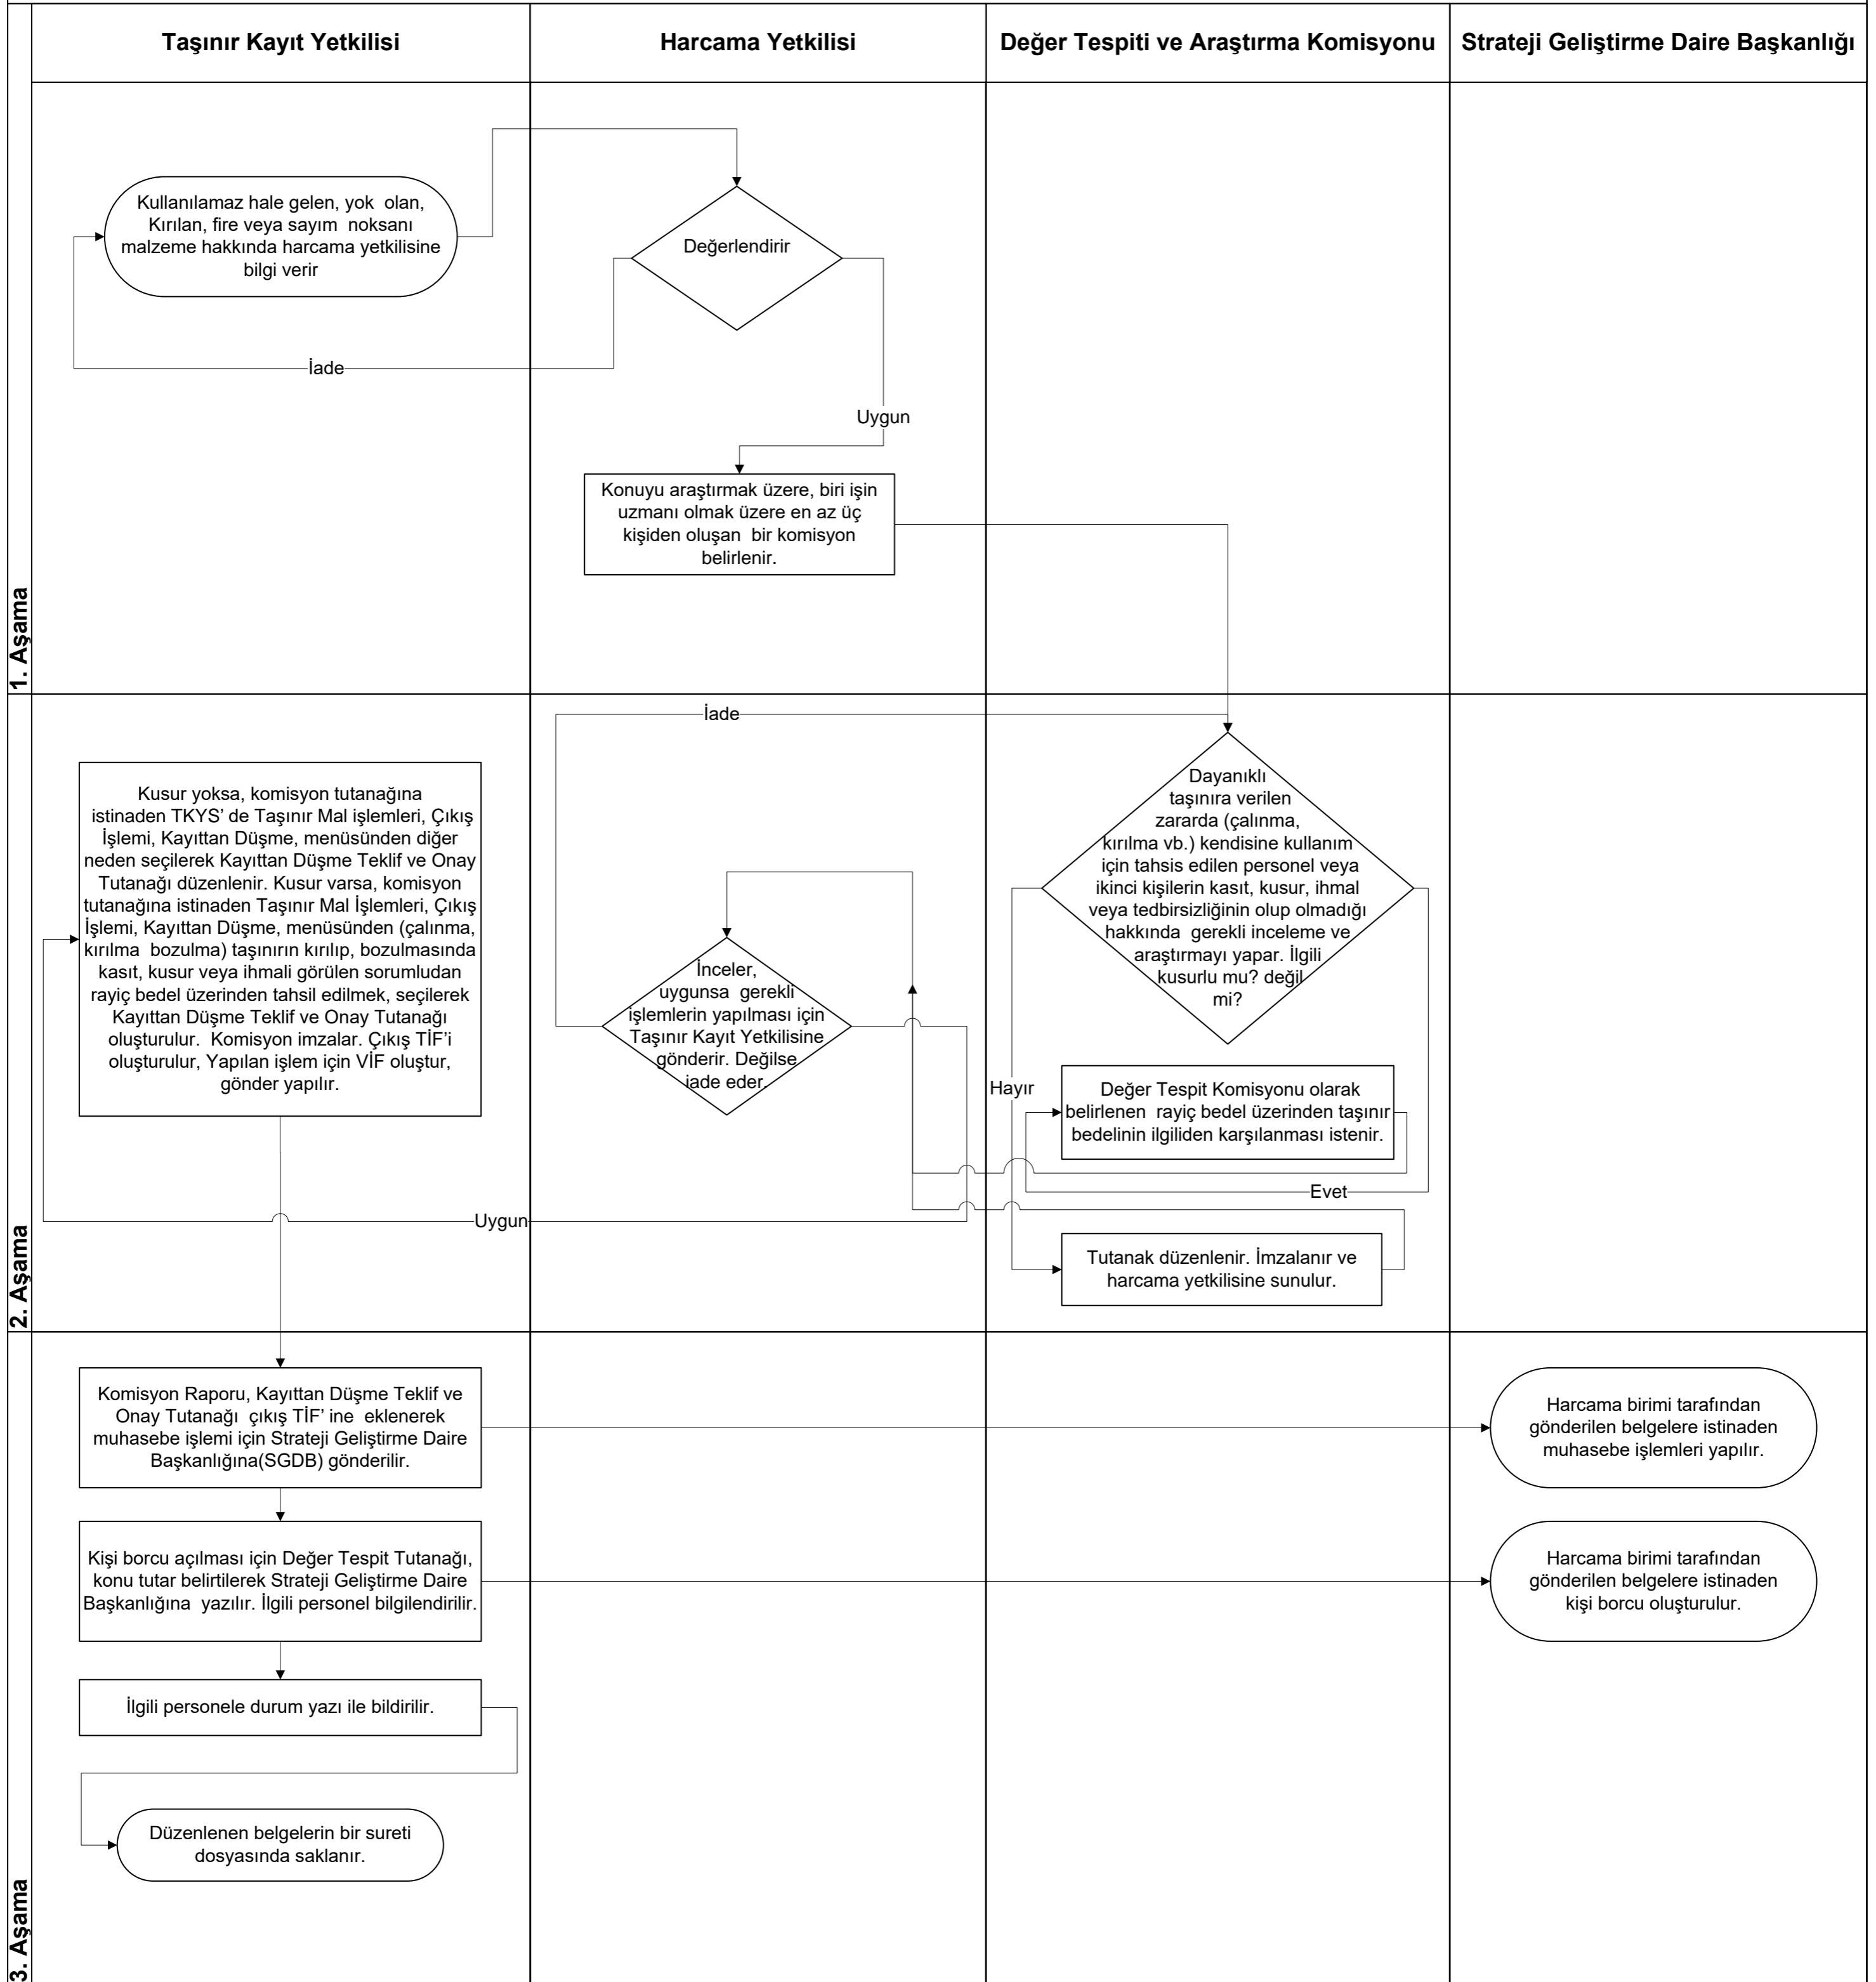 Taşınır Kayıt Yetkilisi
Harcama Yetkilisi
Değer Tespiti ve Araştırma Komisyonu
Strateji Geliştirme Daire Başkanlığı
1. Aşama
Kullanılamaz hale gelen, yok olan,
Kırılan, fire veya sayım noksanı
malzeme hakkında harcama yetkilisine
bilgi verir
Değerlendirir
İade
Uygun
Konuyu araştırmak üzere, biri işin
uzmanı olmak üzere en az üç
kişiden oluşan bir komisyon
belirlenir.
2. Aşama
İade
Kusur yoksa, komisyon tutanağına
istinaden TKYS' de Taşınır Mal işlemleri, Çıkış
İşlemi, Kayıttan Düşme, menüsünden diğer
neden seçilerek Kayıttan Düşme Teklif ve Onay
Tutanağı düzenlenir. Kusur varsa, komisyon
tutanağına istinaden Taşınır Mal İşlemleri, Çıkış
İşlemi, Kayıttan Düşme, menüsünden (çalınma,
kırılma bozulma) taşınırın kırılıp, bozulmasında
kasıt, kusur veya ihmali görülen sorumludan
rayiç bedel üzerinden tahsil edilmek, seçilerek
Kayıttan Düşme Teklif ve Onay Tutanağı
oluşturulur. Komisyon imzalar. Çıkış TİF'i
oluşturulur, Yapılan işlem için VİF oluştur,
gönder yapılır.
İnceler,
uygunsa gerekli
işlemlerin yapılması için
Taşınır Kayıt Yetkilisine
gönderir. Değilse
iade eder.
Dayanıklı
taşınıra verilen
zararda (çalınma,
kırılma vb.) kendisine kullanım
için tahsis edilen personel veya
ikinci kişilerin kasıt, kusur, ihmal
veya tedbirsizliğinin olup olmadığı
hakkında gerekli inceleme ve
araştırmayı yapar. İlgili
kusurlu mu? değil
mi?
Hayır
Değer Tespit Komisyonu olarak
belirlenen rayiç bedel üzerinden taşınır
bedelinin ilgiliden karşılanması istenir.
Evet
Uygun
Tutanak düzenlenir. İmzalanır ve
harcama yetkilisine sunulur.
3. Aşama
Komisyon Raporu, Kayıttan Düşme Teklif ve
Onay Tutanağı çıkış TİF' ine eklenerek
muhasebe işlemi için Strateji Geliştirme Daire
Başkanlığına(SGDB) gönderilir.
Harcama birimi tarafından
gönderilen belgelere istinaden
muhasebe işlemleri yapılır.
Kişi borcu açılması için Değer Tespit Tutanağı,
konu tutar belirtilerek Strateji Geliştirme Daire
Başkanlığına yazılır. İlgili personel bilgilendirilir.
Harcama birimi tarafından
gönderilen belgelere istinaden
kişi borcu oluşturulur.
İlgili personele durum yazı ile bildirilir.
Düzenlenen belgelerin bir sureti
dosyasında saklanır.